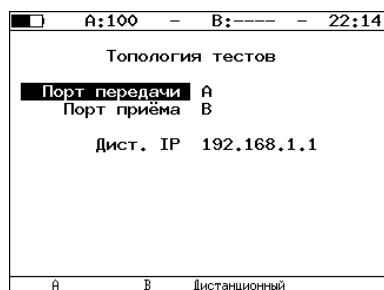 A:100 – B:---- – 22:14
Топология тестов
Порт передачи A
Порт приёма B
Дист. IP 192.168.1.1
A B Дистанционный